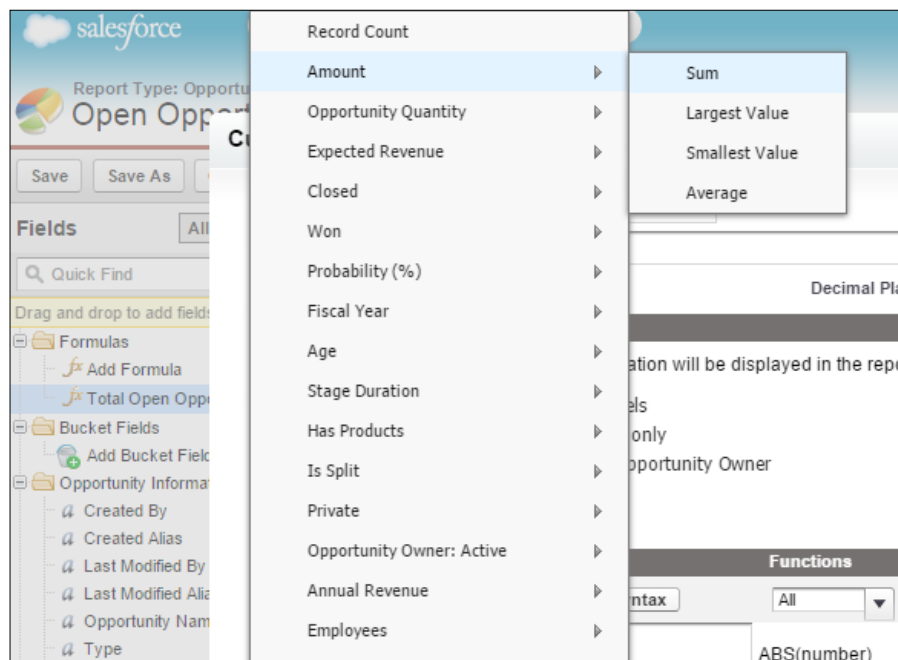 salesforce
Report Type: Opportu
Open Oppor
Cu
Save
Save As
Fields
All
Quick Find
Drag and drop to add fields
Formulas
Add Formula
Total Open Oppo
Bucket Fields
Add Bucket Field
Opportunity Informa
Created By
Created Alias
Last Modified By
Last Modified Alia
Opportunity Nam
Type
Record Count
Amount
Opportunity Quantity
Expected Revenue
Closed
Won
Probability (%)
Fiscal Year
Age
Stage Duration
Has Products
Is Split
Private
Opportunity Owner: Active
Annual Revenue
Employees
Sum
Largest Value
Smallest Value
Average
Decimal Pla
ation will be displayed in the repo
els
only
pportunity Owner
Functions
ntax
All
ABS(number)